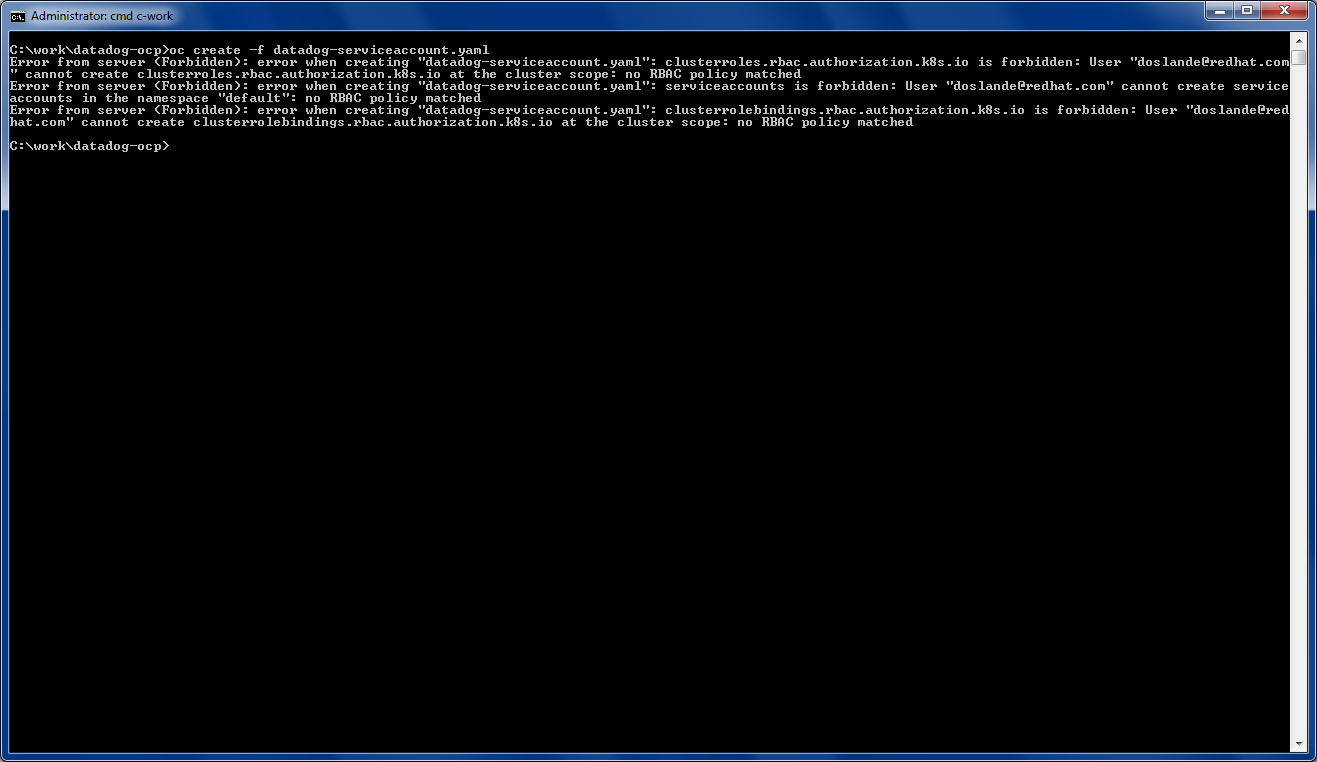 Administrator: cmd c-work
C:\work\datadog-ocp>oc create -f datadog-serviceaccount.yaml
Error from server (Forbidden): error when creating "datadog-serviceaccount.yaml": clusterroles.rbac.authorization.k8s.io is forbidden: User "doslande@redhat.com
" cannot create clusterroles.rbac.authorization.k8s.io at the cluster scope: no RBAC policy matched
Error from server (Forbidden): error when creating "datadog-serviceaccount.yaml": serviceaccounts is forbidden: User "doslande@redhat.com" cannot create service
accounts in the namespace "default": no RBAC policy matched
Error from server (Forbidden): error when creating "datadog-serviceaccount.yaml": clusterrolebindings.rbac.authorization.k8s.io is forbidden: User "doslande@red
hat.com" cannot create clusterrolebindings.rbac.authorization.k8s.io at the cluster scope: no RBAC policy matched
C:\work\datadog-ocp>